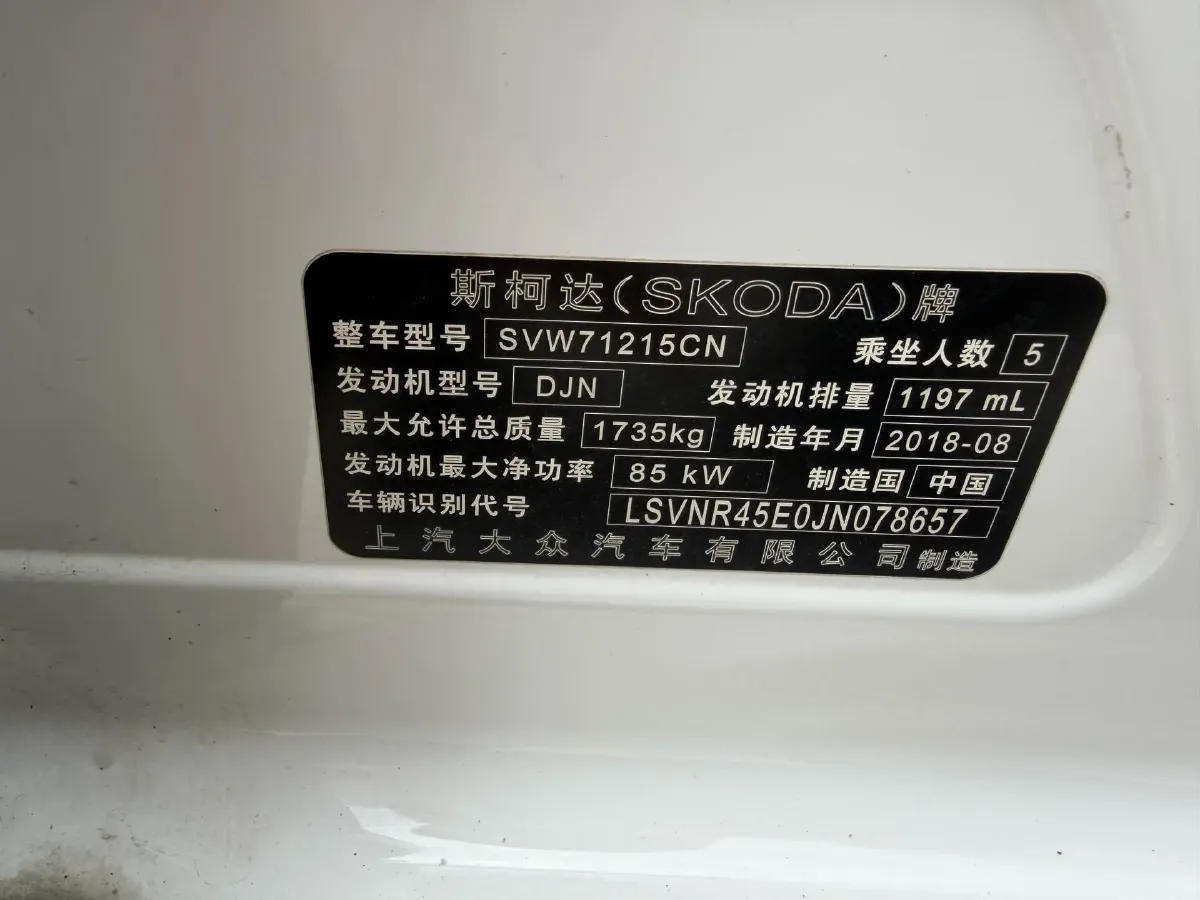 斯柯达(SKODA)牌
整车型号 SVW71215CN 乘坐人数 5
发动机型号 DJN 发动机排量 1197 mL
最大允许总质量 1735kg 制造年月 2018-08
发动机最大净功率 85 kW 制造国 中国
车辆识别代号 LSVNR45E0JN078657
上汽大众汽车有限公司制造